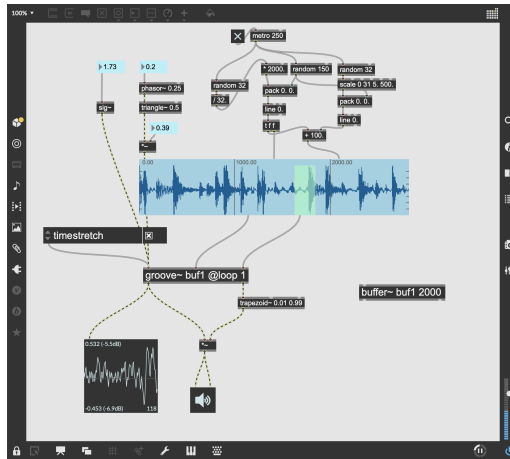 100%
metro 250
1.73
0.2
* 2000.
random 150
random 32
phasor~ 0.25
random 32
scale 0 31 5. 500.
/ 32.
pack 0. 0.
pack 0. 0.
sig~
triangle~ 0.5
line 0.
line 0.
0.39
t f f
+ 100.
*~
0.00
1000.00
2000.00
timestretch
groove~ buf1 @loop 1
buffer~ buf1 2000
trapezoid~ 0.01 0.99
0.532 (-5.5dB)
*~
-0.453 (-6.9dB)
118